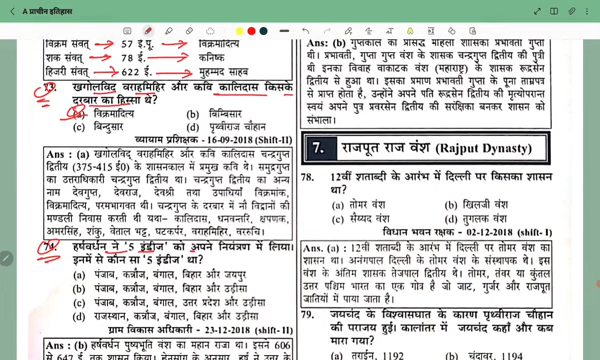 A प्राचीन इतिहास
विक्रम संवत् → 57 ई.पू. → विक्रमादित्य
शक संवत् → 78 ई. → कनिष्क
हिजरी संवत् → 622 ई. → मुहम्मद साहब
73. खगोलविद् वराहमिहिर और कवि कालिदास किसके
दरबार का हिस्सा थे?
(a) विक्रमादित्य (b) बिम्बिसार
(c) बिन्दुसार (d) पृथ्वीराज चौहान
व्यायाम प्रशिक्षक - 16-09-2018 (Shift-II)
Ans : (a) खगोलविद् वराहमिहिर और कवि कालिदास चन्द्रगुप्त
द्वितीय (375-415 ई0) के शासनकाल में प्रमुख कवि थे। समुद्रगुप्त
का उत्तराधिकारी चन्द्रगुप्त द्वितीय था। चन्द्रगुप्त द्वितीय का अन्य
नाम देवगुप्त, देवराज, देवश्री तथा उपाधियाँ विक्रमांक,
विक्रमादित्य, परमभागवत थी। चन्द्रगुप्त के दरबार में नौ विद्वानों की
मण्डली निवास करती थी यथा– कालिदास, धनवन्तरि, क्षपणक,
अमरसिंह, शंकु, वेताल भट्ट, घटकर्पर, वराहमिहिर, वररुचि।
74. हर्षवर्धन ने '5 इंडीज' को अपने नियंत्रण में लिया।
इनमें से कौन सा '5 इंडीज' था?
(a) पंजाब, कन्नौज, बंगाल, बिहार और जयपुर
(b) पंजाब, कन्नौज, बंगाल, बिहार और उड़ीसा
(c) पंजाब, कन्नौज, बंगाल, उत्तर प्रदेश और उड़ीसा
(d) राजस्थान, कन्नौज, बंगाल, बिहार और उड़ीसा
ग्राम विकास अधिकारी - 23-12-2018 (shift-II)
Ans : (b) हर्षवर्धन पुष्यभूति वंश का महान राजा था। इसने 606
से 647 ई. तक शासन किया। हेनसांग के अनुसार, हर्ष ने उत्तर के
Ans: (b) गुप्तकाल की प्रसिद्ध महिला शासिका प्रभावती गुप्ता
थी। प्रभावती, गुप्ता गुप्त वंश के शासक चन्द्रगुप्त द्वितीय की पुत्री
थी इनका विवाह वाकाटक वंश (महाराष्ट्र) के शासक रूद्रसेन
द्वितीय से हुआ था। इसका प्रमाण प्रभावती गुप्ता के पूना ताम्रपत्र
से प्राप्त होता है, उन्होंने अपने पति रूद्रसेन द्वितीय की मृत्योपरान्त
स्वयं अपने पुत्र प्रवरसेन द्वितीय की संरक्षिका बनकर शासन को
संभाला।
7. राजपूत राज वंश (Rajput Dynasty)
78. 12वीं शताब्दी के आरंभ में दिल्ली पर किसका शासन
था?
(a) तोमर वंश (b) खिलजी वंश
(c) सैय्यद वंश (d) तुगलक वंश
विधान भवन रक्षक - 02-12-2018 (shift-I)
Ans. (a) : 12वीं शताब्दी के आरंभ में दिल्ली पर तोमर वंश का
शासन था। अनंगपाल दिल्ली के तोमर वंश के संस्थापक थे। इस
वंश के अंतिम शासक तेजपाल द्वितीय थे। तोमर, तंवर या कुंतल
उत्तर पश्चिम भारत का एक गोत्र है जो जाट, गुर्जर और राजपूत
जातियों में पाया जाता है।
79. जयचंद के विश्वासघात के कारण पृथ्वीराज चौहान
की पराजय हुई। कालांतर में जयचंद कहाँ और कब
मारा गया?
(a) तराईन, 1192 (b) चंदावर, 1194